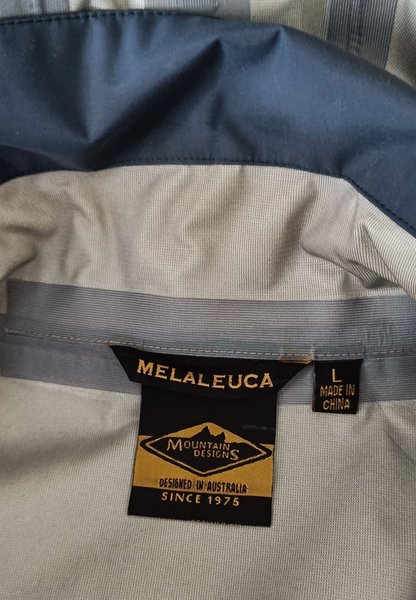 MELALEUCA
L
MADE IN
CHINA
MOUNTAIN
DESIGNS
DESIGNED IN AUSTRALIA
SINCE 1975